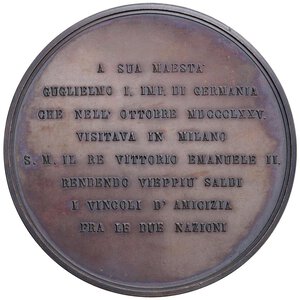 A SUA MAESTA'
GUGLIELMO I. IMP. DI GERMANIA
CHE NELL' OTTOBRE MDCCCLXXV.
VISITAVA IN MILANO
S. M. IL RE VITTORIO EMANUELE II.
RENDENDO VIEPPIÙ SALDI
I VINCOLI D' AMICIZIA
FRA LE DUE NAZIONI